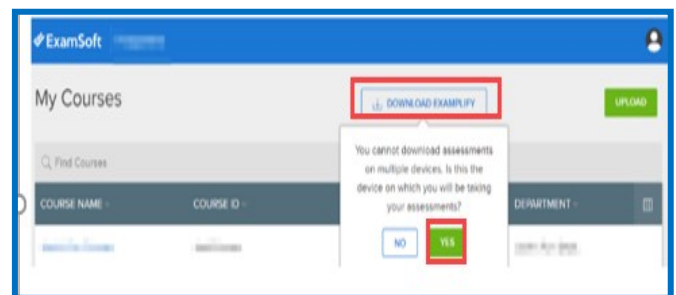 ExamSoft
My Courses
DOWNLOAD EXAMPLIFY
UPLOAD
You cannot download assessments
on multiple devices. Is this the
device on which you will be taking
your assessments?
Find Courses
COURSE NAME
COURSE ID
DEPARTMENT
NO
YES